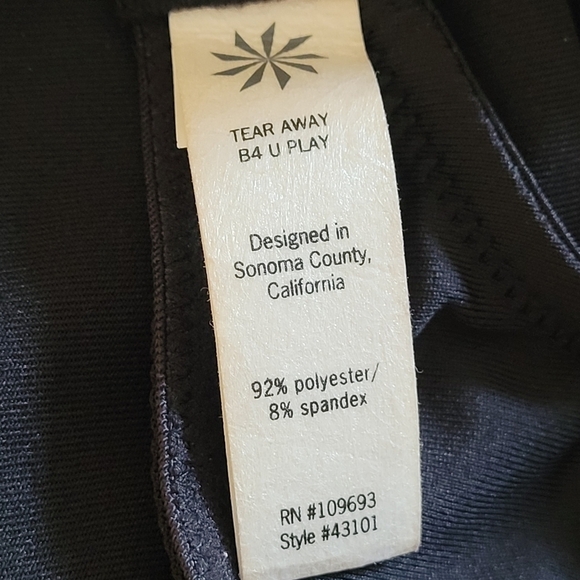 TEAR AWAY
B4 U PLAY
Designed in
Sonoma County,
California
92% polyester/
8% spandex
RN #109693
Style #43101